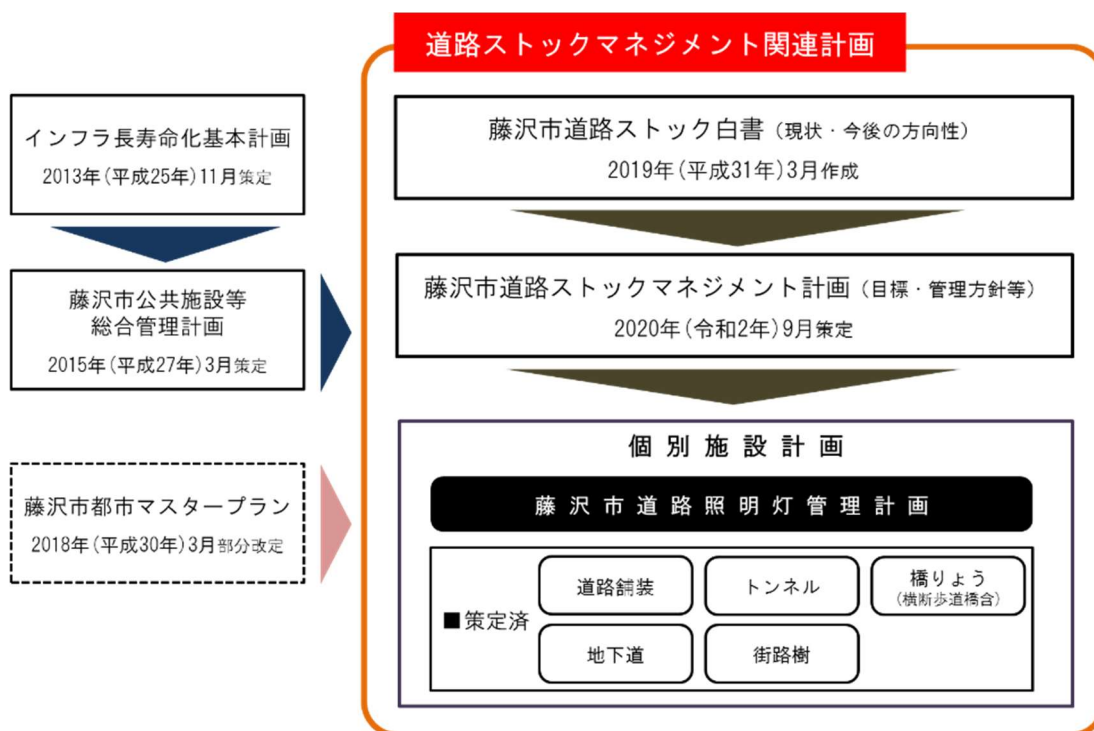 道路ストックマネジメント関連計画
インフラ長寿命化基本計画
2013年(平成25年)11月策定
藤沢市公共施設等
総合管理計画
2015年(平成27年)3月策定
藤沢市都市マスタープラン
2018年(平成30年)3月部分改定
藤沢市道路ストック白書(現状・今後の方向性)
2019年(平成31年)3月作成
藤沢市道路ストックマネジメント計画(目標・管理方針等)
2020年(令和2年)9月策定
個別施設計画
藤沢市道路照明灯管理計画
■策定済
道路舗装
トンネル
橋りょう
(横断歩道橋含)
地下道
街路樹